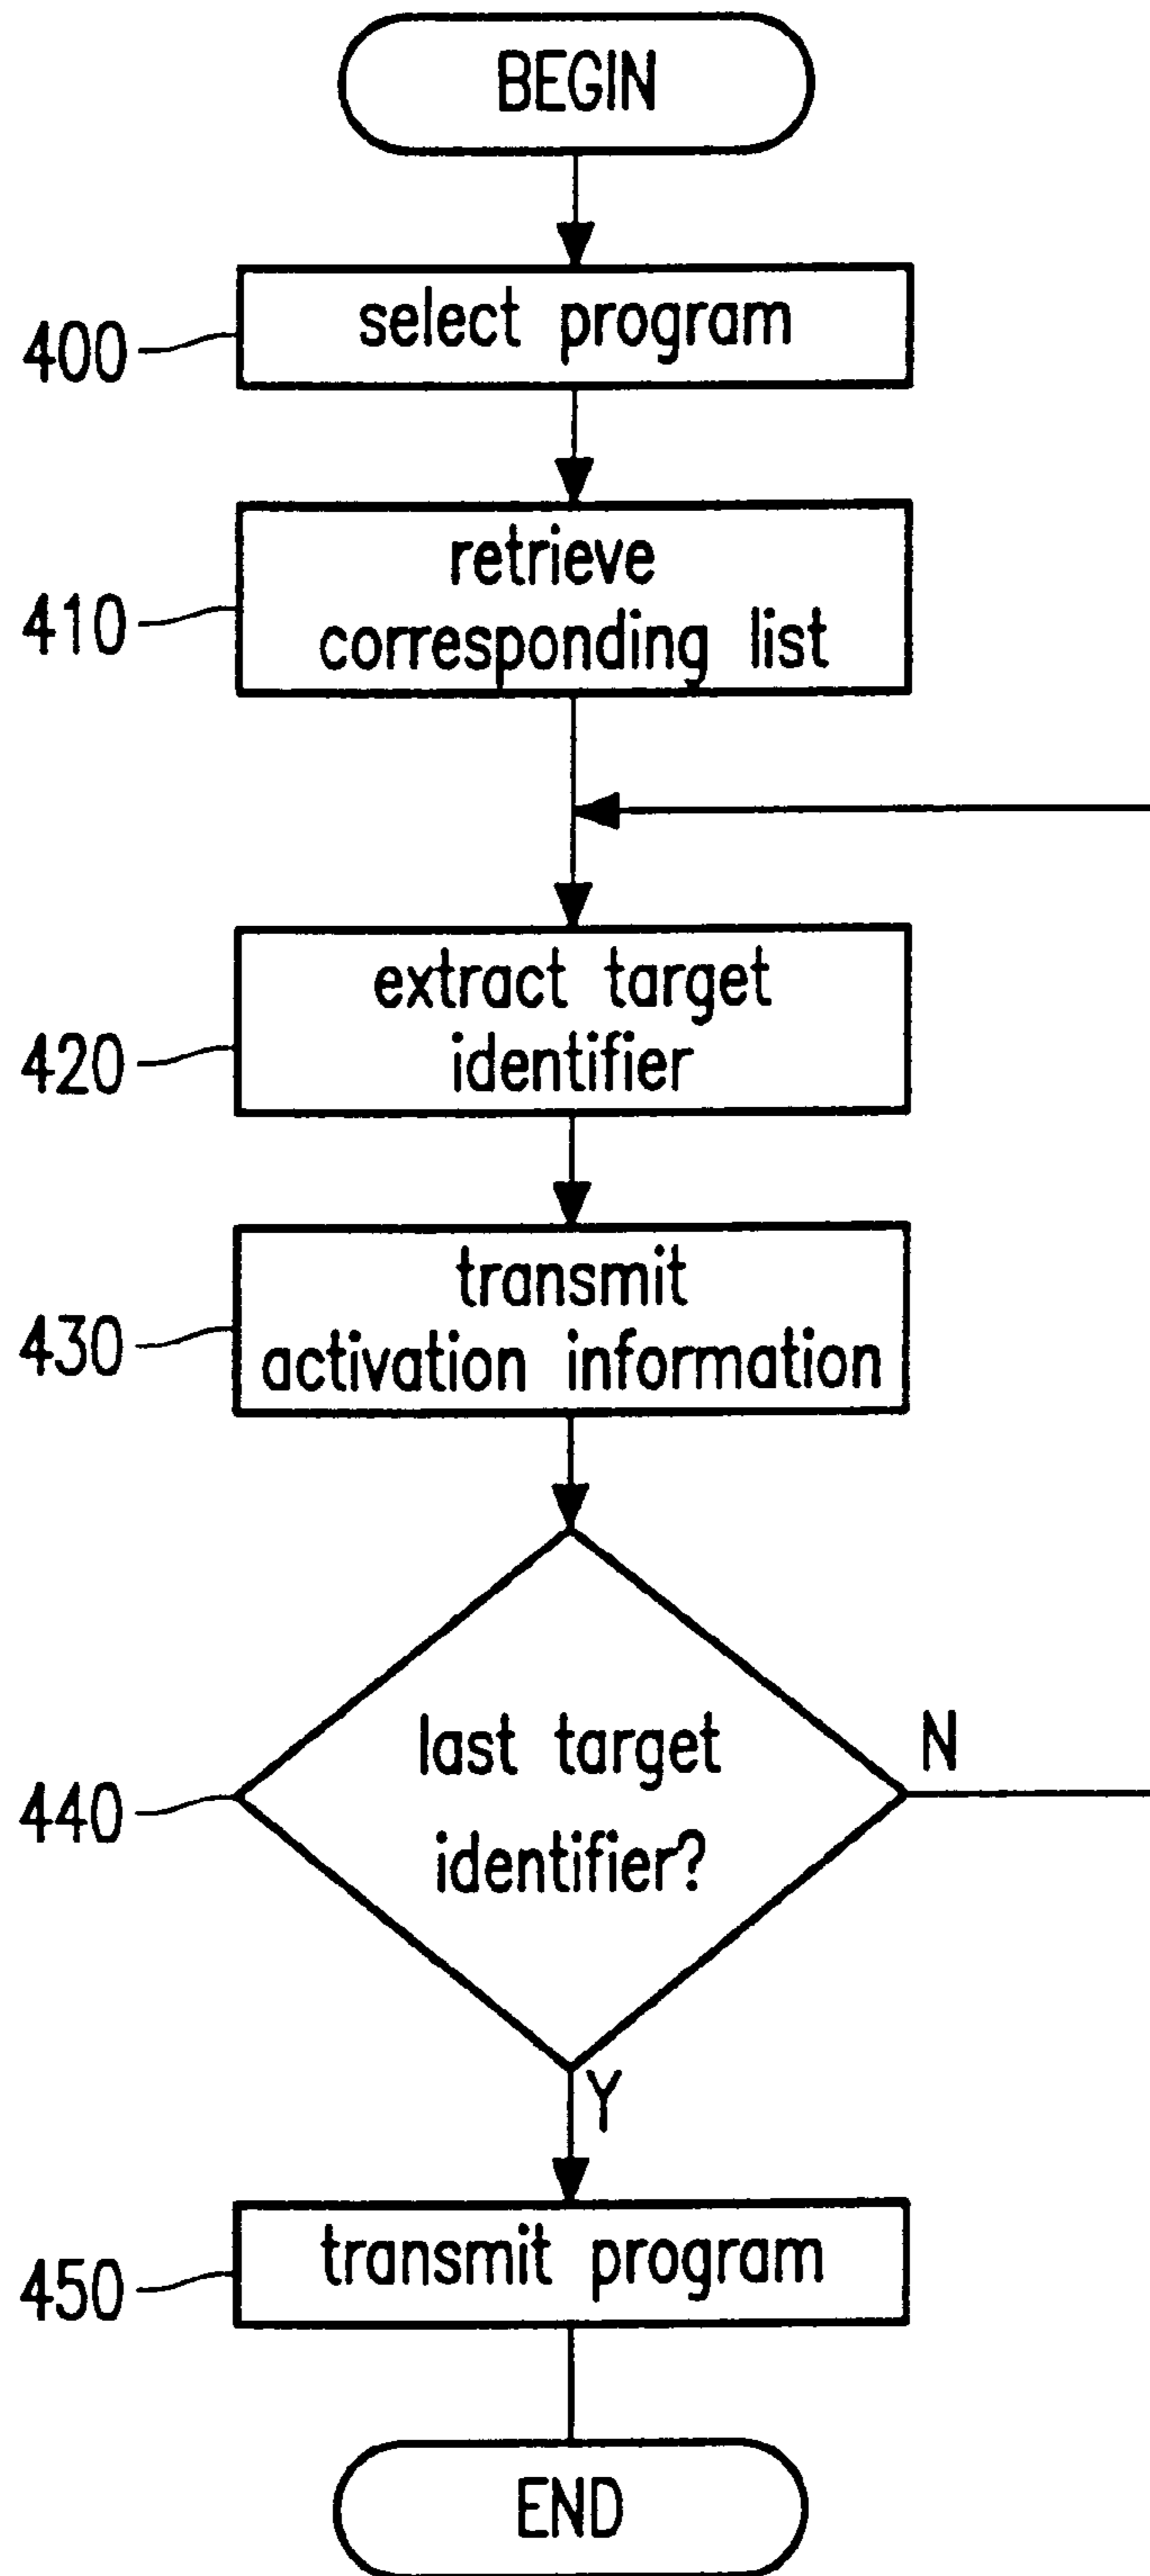 BEGIN
select program
400
retrieve
corresponding list
410
extract target
identifier
420
transmit
activation information
430
last target
identifier?
440
N
Y
transmit program
450
END